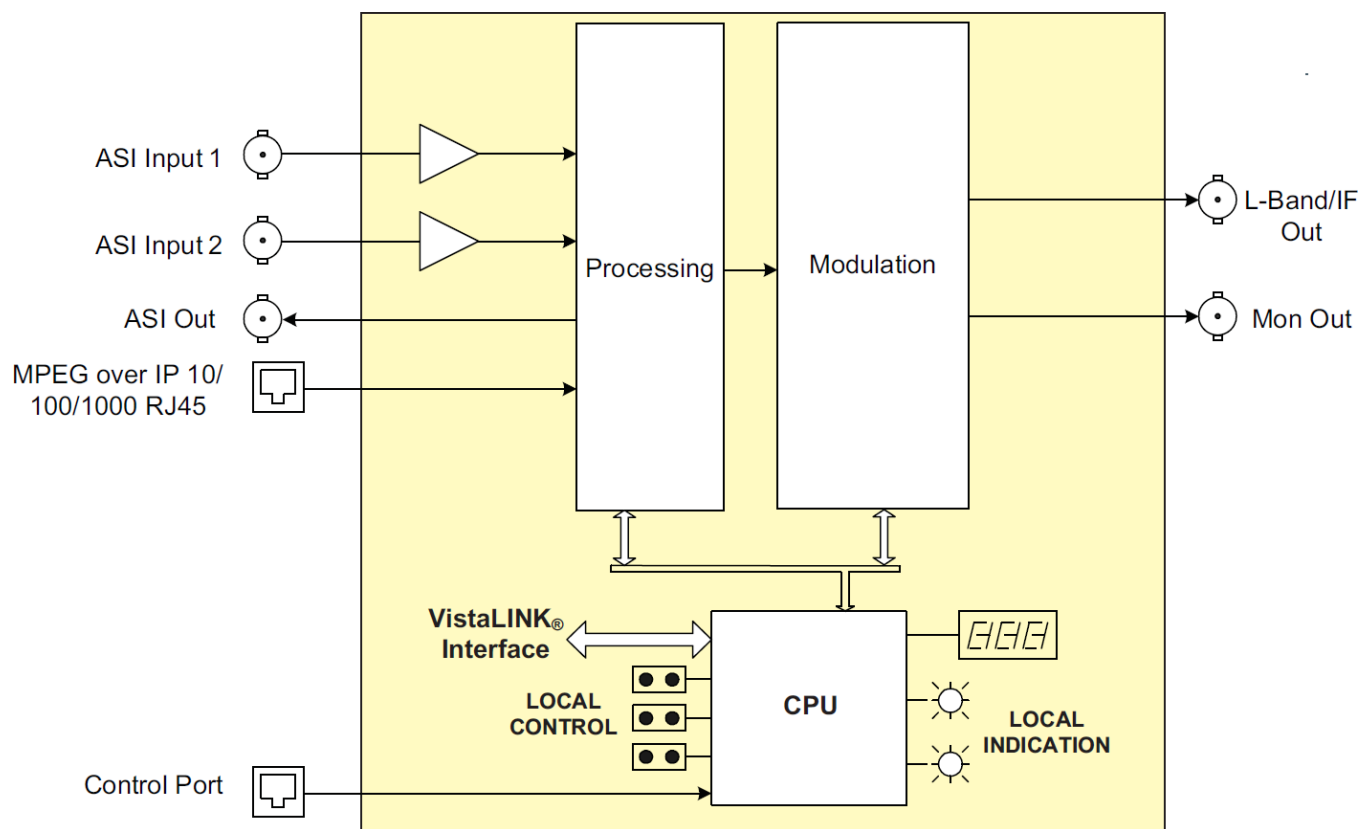 ASI Input 1
ASI Input 2
ASI Out
MPEG over IP 10/
100/1000 RJ45
Processing
Modulation
L-Band/IF
Out
Mon Out
VistaLINK®
Interface
LOCAL
CONTROL
CPU
LOCAL
INDICATION
Control Port